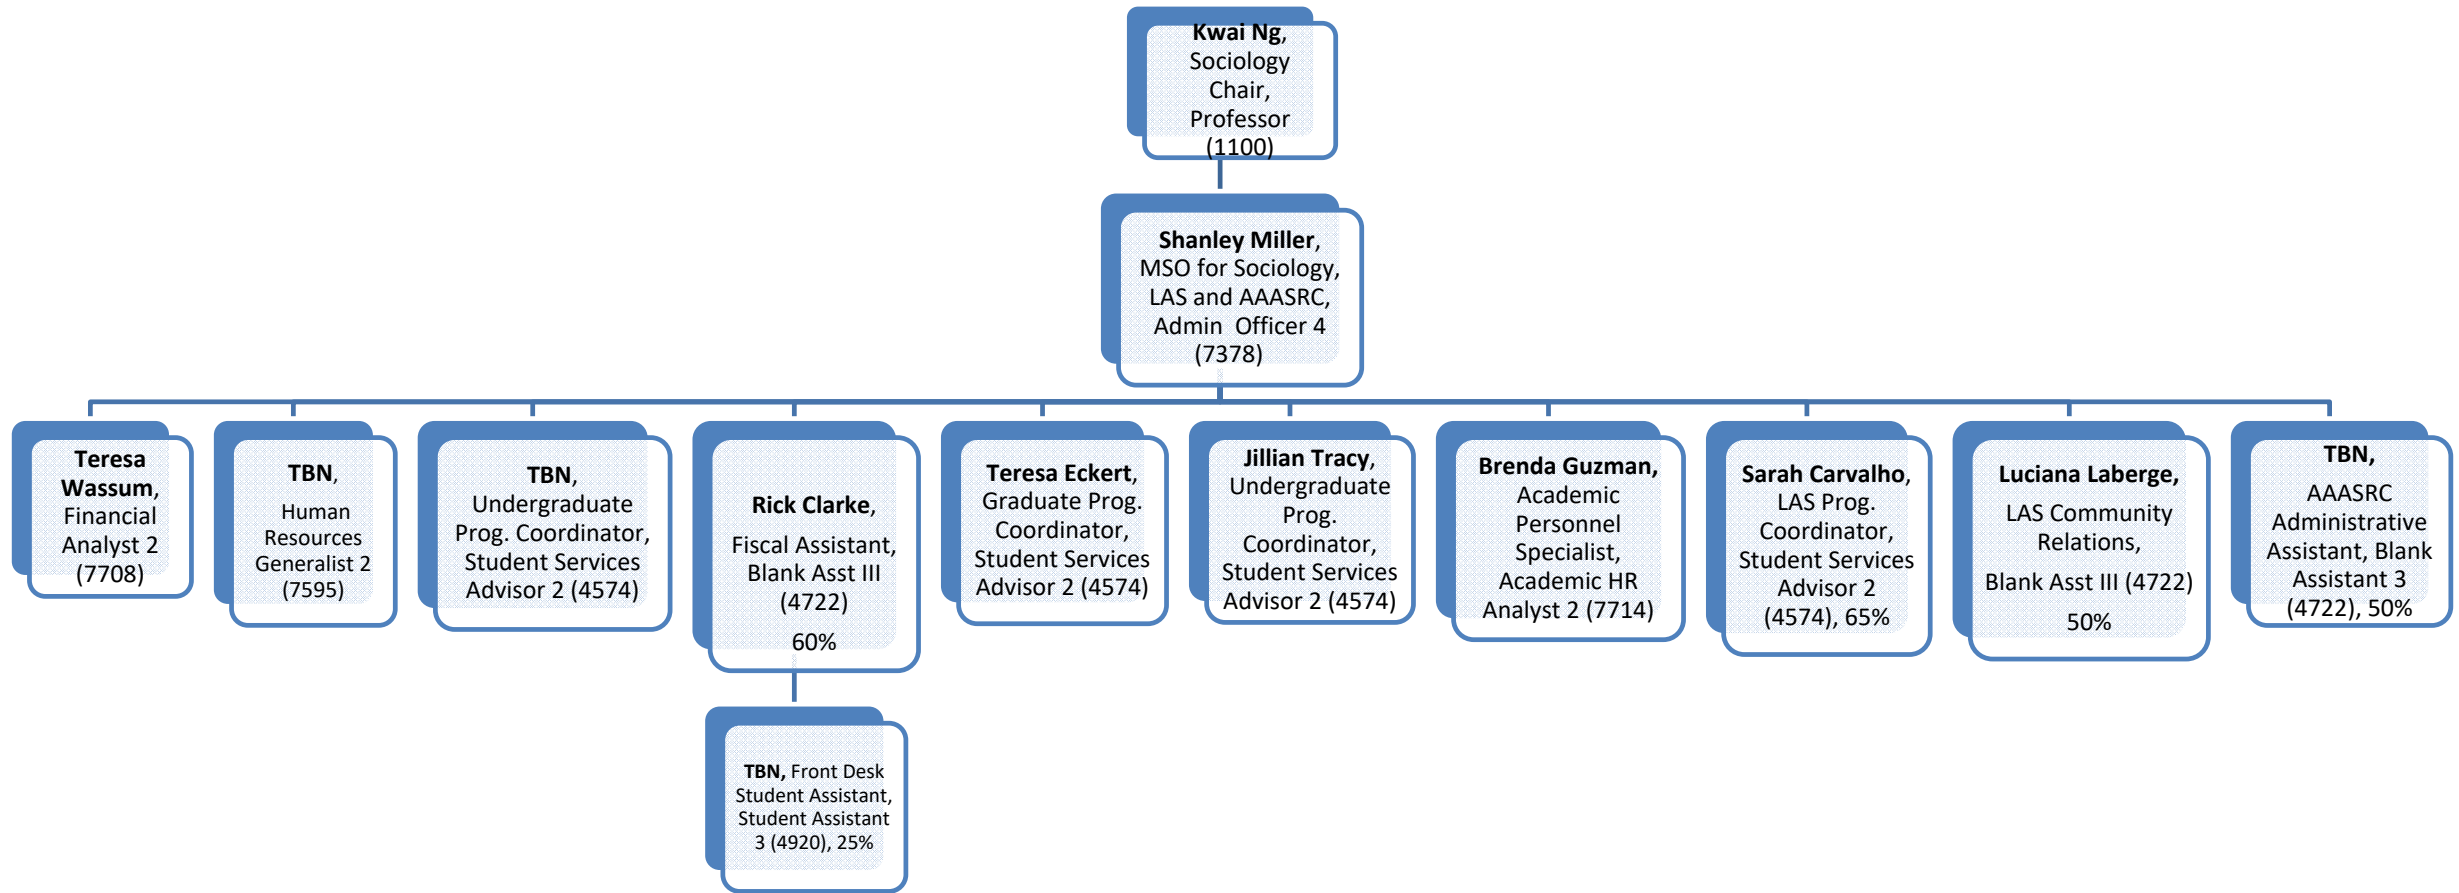 Kwai Ng,
Sociology
Chair,
Professor
(1100)
Shanley Miller,
MSO for Sociology,
LAS and AAASRC,
Admin  Officer 4
(7378)
Teresa
Wassum,
Financial
Analyst 2
(7708)
TBN,
Human
Resources
Generalist 2
(7595)
TBN,
Undergraduate
Prog. Coordinator,
Student Services
Advisor 2 (4574)
Rick Clarke,
Fiscal Assistant,
Blank Asst III
(4722)
60%
Teresa Eckert,
Graduate Prog.
Coordinator,
Student Services
Advisor 2 (4574)
Jillian Tracy,
Undergraduate
Prog.
Coordinator,
Student Services
Advisor 2 (4574)
Brenda Guzman,
Academic
Personnel
Specialist,
Academic HR
Analyst 2 (7714)
Sarah Carvalho,
LAS Prog.
Coordinator,
Student Services
Advisor 2
(4574), 65%
Luciana Laberge,
LAS Community
Relations,
Blank Asst III (4722)
50%
TBN,
AAASRC
Administrative
Assistant, Blank
Assistant 3
(4722), 50%
TBN, Front Desk
Student Assistant,
Student Assistant
3 (4920), 25%